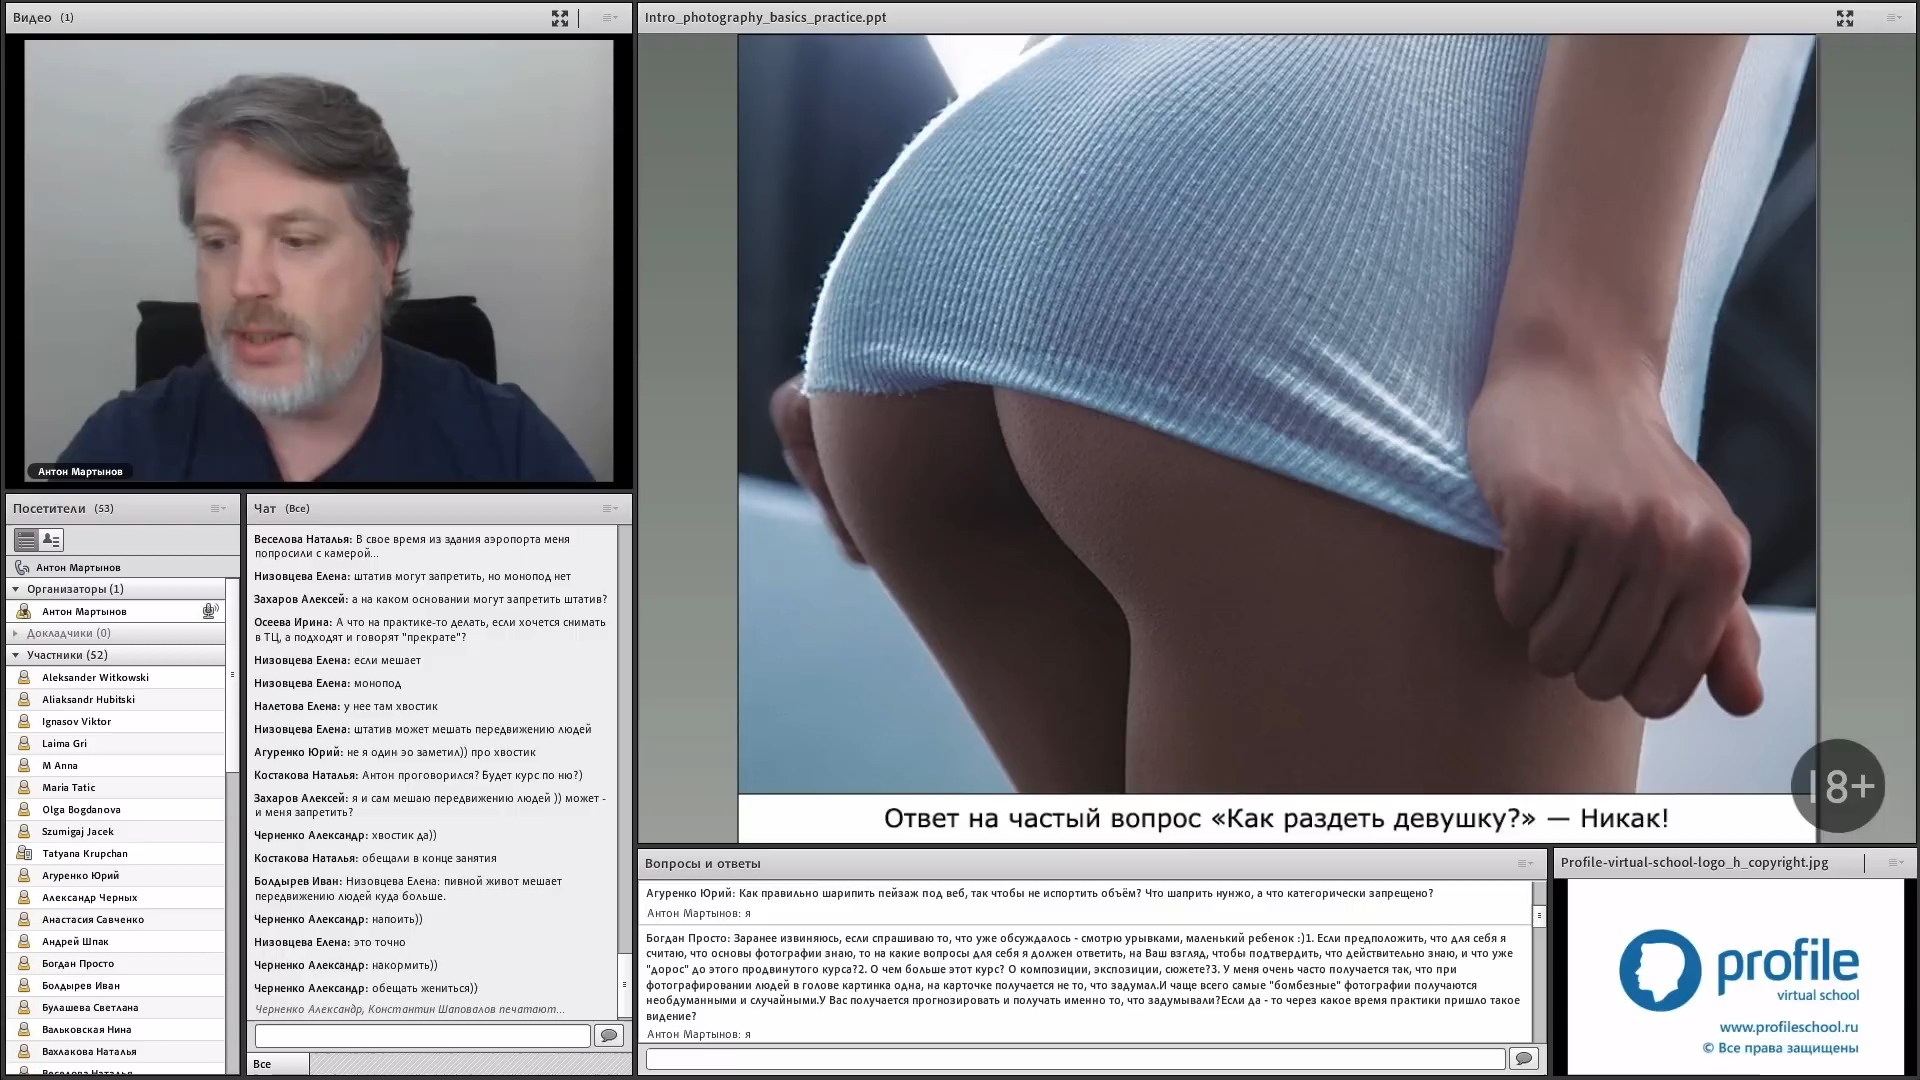 Видео (1)
Антон Мартынов
Посетители (53)
Антон Мартынов
Организаторы (1)
Антон Мартынов
Докладчики (0)
Участники (52)
Aleksander Witkowski
Aliaksandr Hubitski
Ignasov Viktor
Laima Gri
M Anna
Maria Tatic
Olga Bogdanova
Szumigaj Jacek
Tatyana Krupchan
Агуренко Юрий
Александр Черных
Анастасия Савченко
Андрей Шпак
Богдан Просто
Болдырев Иван
Булашева Светлана
Вальковская Нина
Вахлакова Наталья
Веселова Наталья
Чат (Все)
Веселова Наталья: В свое время из здания аэропорта меня
попросили с камерой...
Низовцева Елена: штатив могут запретить, но монопод нет
Захаров Алексей: а на каком основании могут запретить штатив?
Осеева Ирина: А что на практике-то делать, если хочется снимать
в ТЦ, а подходят и говорят "прекрате"?
Низовцева Елена: если мешает
Низовцева Елена: монопод
Налетова Елена: у нее там хвостик
Низовцева Елена: штатив может мешать передвижению людей
Агуренко Юрий: не я один эо заметил)) про хвостик
Костакова Наталья: Антон проговорился? Будет курс по ню?)
Захаров Алексей: я и сам мешаю передвижению людей )) может -
и меня запретить?
Черненко Александр: хвостик да))
Костакова Наталья: обещали в конце занятия
Болдырев Иван: Низовцева Елена: пивной живот мешает
передвижению людей куда больше.
Черненко Александр: напоить))
Низовцева Елена: это точно
Черненко Александр: накормить))
Черненко Александр: обещать жениться))
Черненко Александр, Константин Шаповалов печатают...
Все
Intro_photography_basics_practice.ppt
18+
Ответ на частый вопрос «Как раздеть девушку?» — Никак!
Вопросы и ответы
Агуренко Юрий: Как правильно шарипить пейзаж под веб, так чтобы не испортить объём? Что шаприть нунжо, а что категорически запрещено?
Антон Мартынов: я
Богдан Просто: Заранее извиняюсь, если спрашиваю то, что уже обсуждалось - смотрю урывками, маленький ребенок :)1. Если предположить, что для себя я
считаю, что основы фотографии знаю, то на какие вопросы для себя я должен ответить, на Ваш взгляд, чтобы подтвердить, что действительно знаю, и что уже
"дорос" до этого продвинутого курса?2. О чем больше этот курс? О композиции, экспозиции, сюжете?3. У меня очень часто получается так, что при
фотографировании людей в голове картинка одна, на карточке получается не то, что задумал.И чаще всего самые "бомбезные" фотографии получаются
необдуманными и случайными.У Вас получается прогнозировать и получать именно то, что задумывали?Если да - то через какое время практики пришло такое
видение?
Антон Мартынов: я
Profile-virtual-school-logo_h_copyright.jpg
profile
virtual school
www.profileschool.ru
© Все права защищены